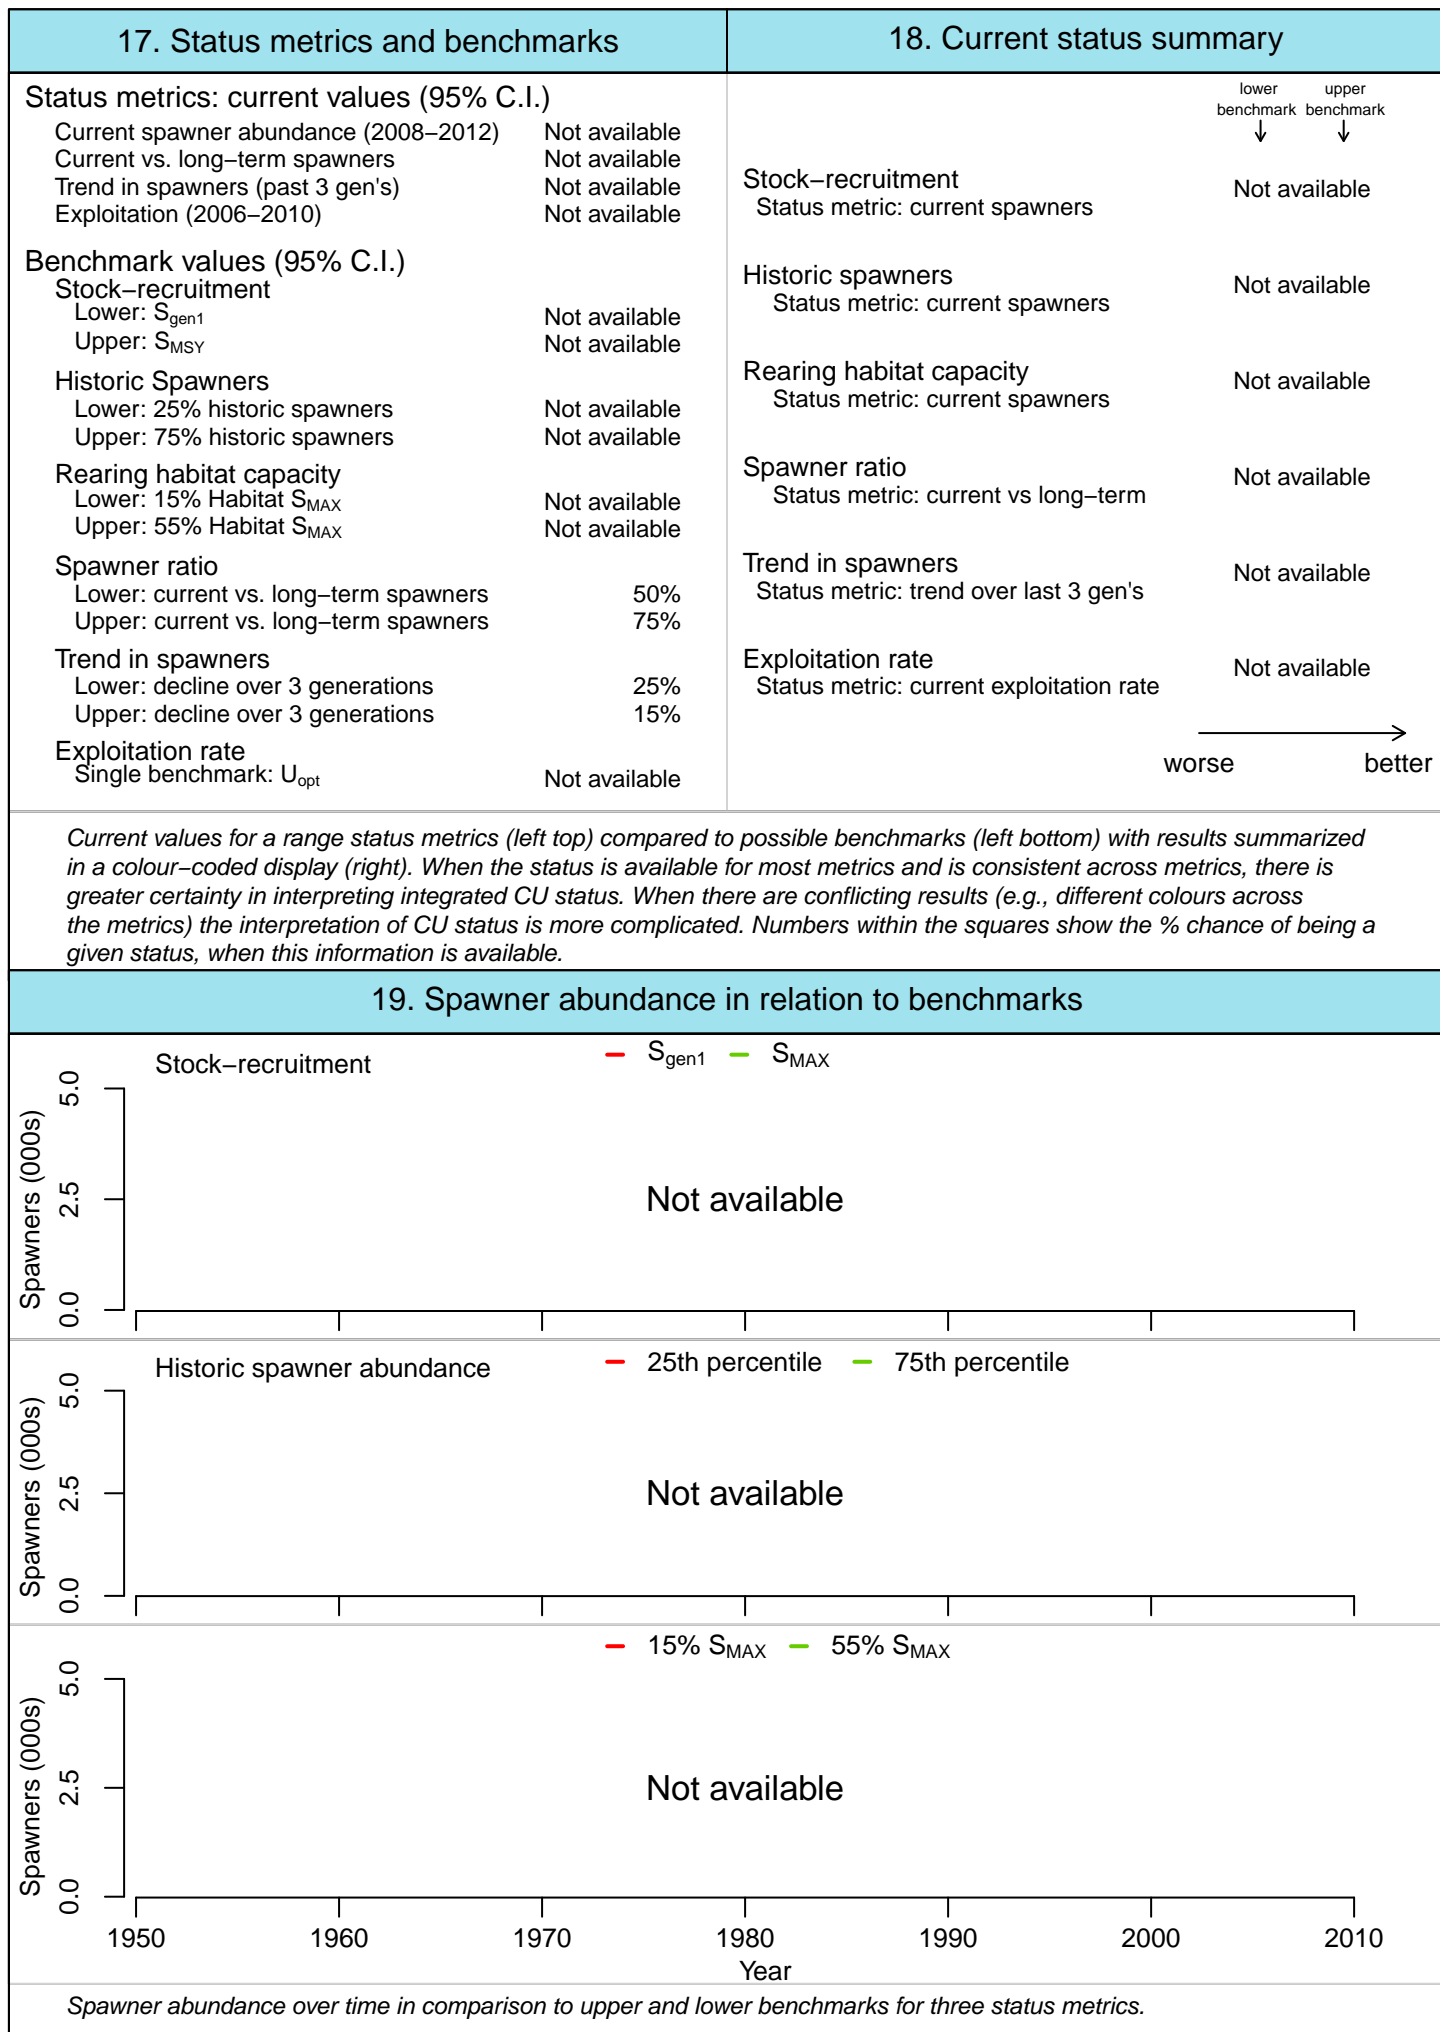 17. Status metrics and benchmarks
Status metrics: current values (95% C.I.)
Current spawner abundance (2008−2012) Not available
Current vs. long−term spawners Not available
Trend in spawners (past 3 gen's) Not available
Exploitation (2006−2010) Not available
Benchmark values (95% C.I.)
Stock−recruitment
Lower: Sgen1 Not available
Upper: SMSY Not available
Historic Spawners
Lower: 25% historic spawners Not available
Upper: 75% historic spawners Not available
Rearing habitat capacity
Lower: 15% Habitat SMAX Not available
Upper: 55% Habitat SMAX Not available
Spawner ratio
Lower: current vs. long−term spawners 50%
Upper: current vs. long−term spawners 75%
Trend in spawners
Lower: decline over 3 generations 25%
Upper: decline over 3 generations 15%
Exploitation rate
Single benchmark: Uopt Not available
18. Current status summary
lower upper
benchmark benchmark
Stock−recruitment
Status metric: current spawners
Not available
Historic spawners
Status metric: current spawners
Not available
Rearing habitat capacity
Status metric: current spawners
Not available
Spawner ratio
Status metric: current vs long−term
Not available
Trend in spawners
Status metric: trend over last 3 gen's
Not available
Exploitation rate
Status metric: current exploitation rate
Not available
worse better
Current values for a range status metrics (left top) compared to possible benchmarks (left bottom) with results summarized
in a colour−coded display (right). When the status is available for most metrics and is consistent across metrics, there is
greater certainty in interpreting integrated CU status. When there are conflicting results (e.g., different colours across
the metrics) the interpretation of CU status is more complicated. Numbers within the squares show the % chance of being a
given status, when this information is available.
19. Spawner abundance in relation to benchmarks
Stock−recruitment
Sgen1 SMAX
Spawners (000s)
5.0
2.5
0.0
Not available
Historic spawner abundance
25th percentile 75th percentile
Spawners (000s)
5.0
2.5
0.0
Not available
15% SMAX 55% SMAX
Spawners (000s)
5.0
2.5
0.0
Not available
1950 1960 1970 1980 1990 2000 2010
Year
Spawner abundance over time in comparison to upper and lower benchmarks for three status metrics.